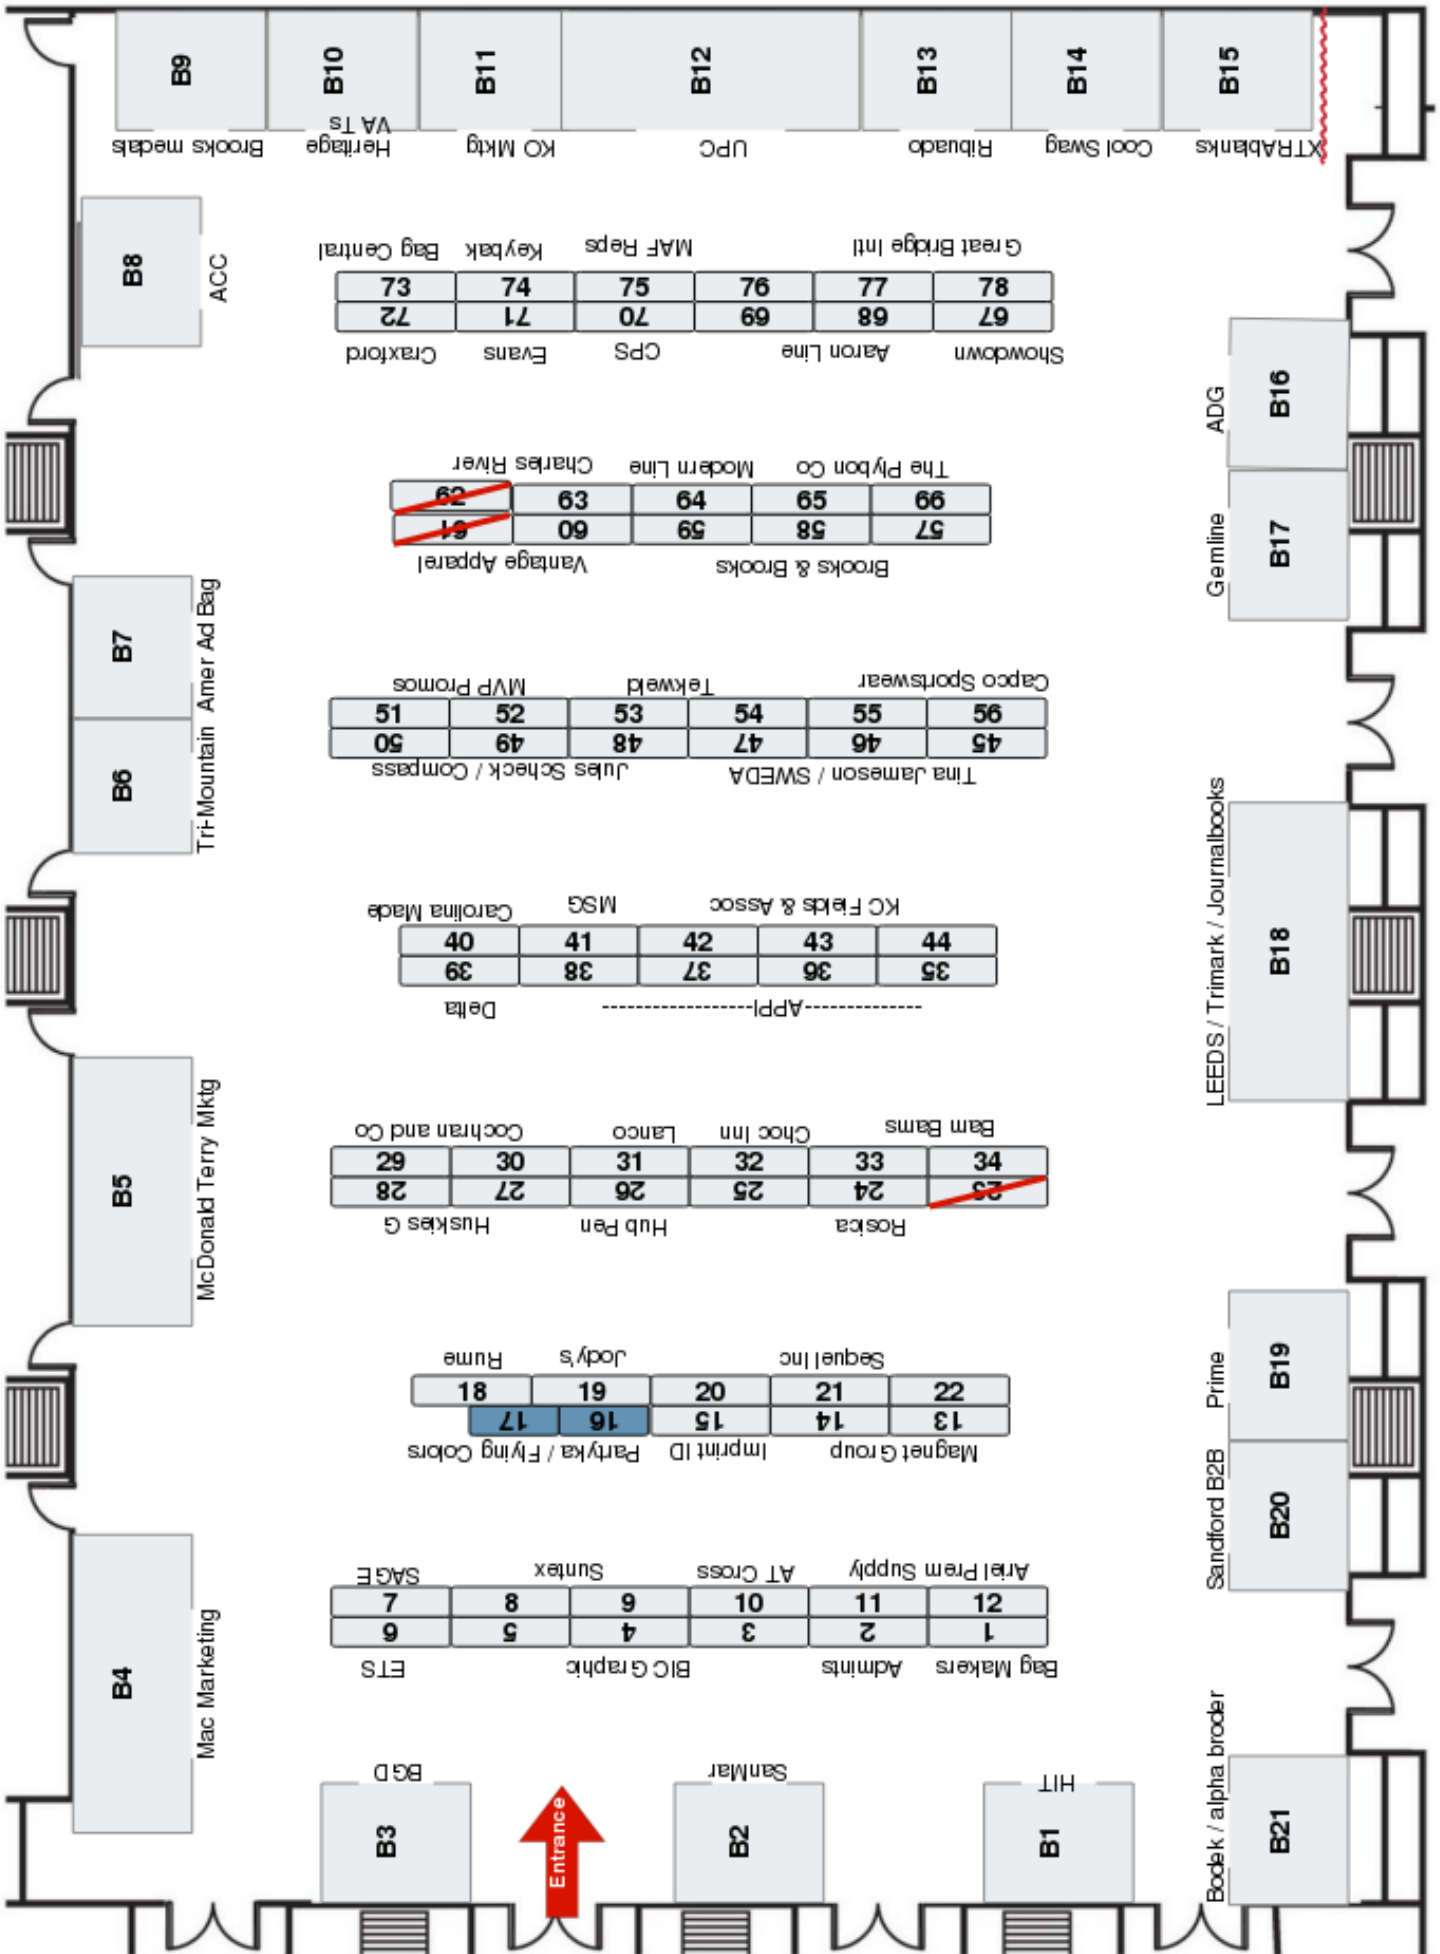 B9
B10
B11
B12
B13
B14
B15
Brooks medals
Heritage
VA Ts
KO Mktg
UPC
Ribuado
Cool Swag
XTRAblanks
B8
ACC
Bag Central
Keybak
MAF Reps
Great Bridge Intl
73 74 75 76 77 78
72 71 70 69 68 67
Craxford
Evans
CPS
Aaron Line
Showdown
B16
ADG
Charles River
Modern Line
The Plybon Co
62 63 64 65 66
61 60 59 58 57
Vantage Apparel
Brooks & Brooks
B17
Gemline
B7
Amer Ad Bag
B6
Tri-Mountain
MVP Promos
Tekweld
Capco Sportswear
51 52 53 54 55 56
50 49 48 47 46 45
Jules Scheck / Compass
Tina Jameson / SWEDA
B18
LEEDS / Trimark / Journalbooks
Carolina Made
MSG
KC Fields & Assoc
40 41 42 43 44
39 38 37 36 35
Delta
---------------APPI-------------------
B5
McDonald Terry Mktg
Cochran and Co
Lanco
Choc Inn
Bam Bams
29 30 31 32 33 34
28 27 26 25 24 23
Huskies G
Hub Pen
Rosica
B19
Prime
Rume
Jody's
Sequel Inc
18 19 20 21 22
17 16 15 14 13
Partyka / Flying Colors
Imprint ID
Magnet Group
B20
Sandford B2B
B4
Mac Marketing
SAGE
Suntex
AT Cross
Ariel Prem Supply
7 8 9 10 11 12
6 5 4 3 2 1
ETS
BIC Graphic
Admints
Bag Makers
BGD
B3
Entrance
SanMar
B2
HIT
B1
B21
Bodek / alpha broder